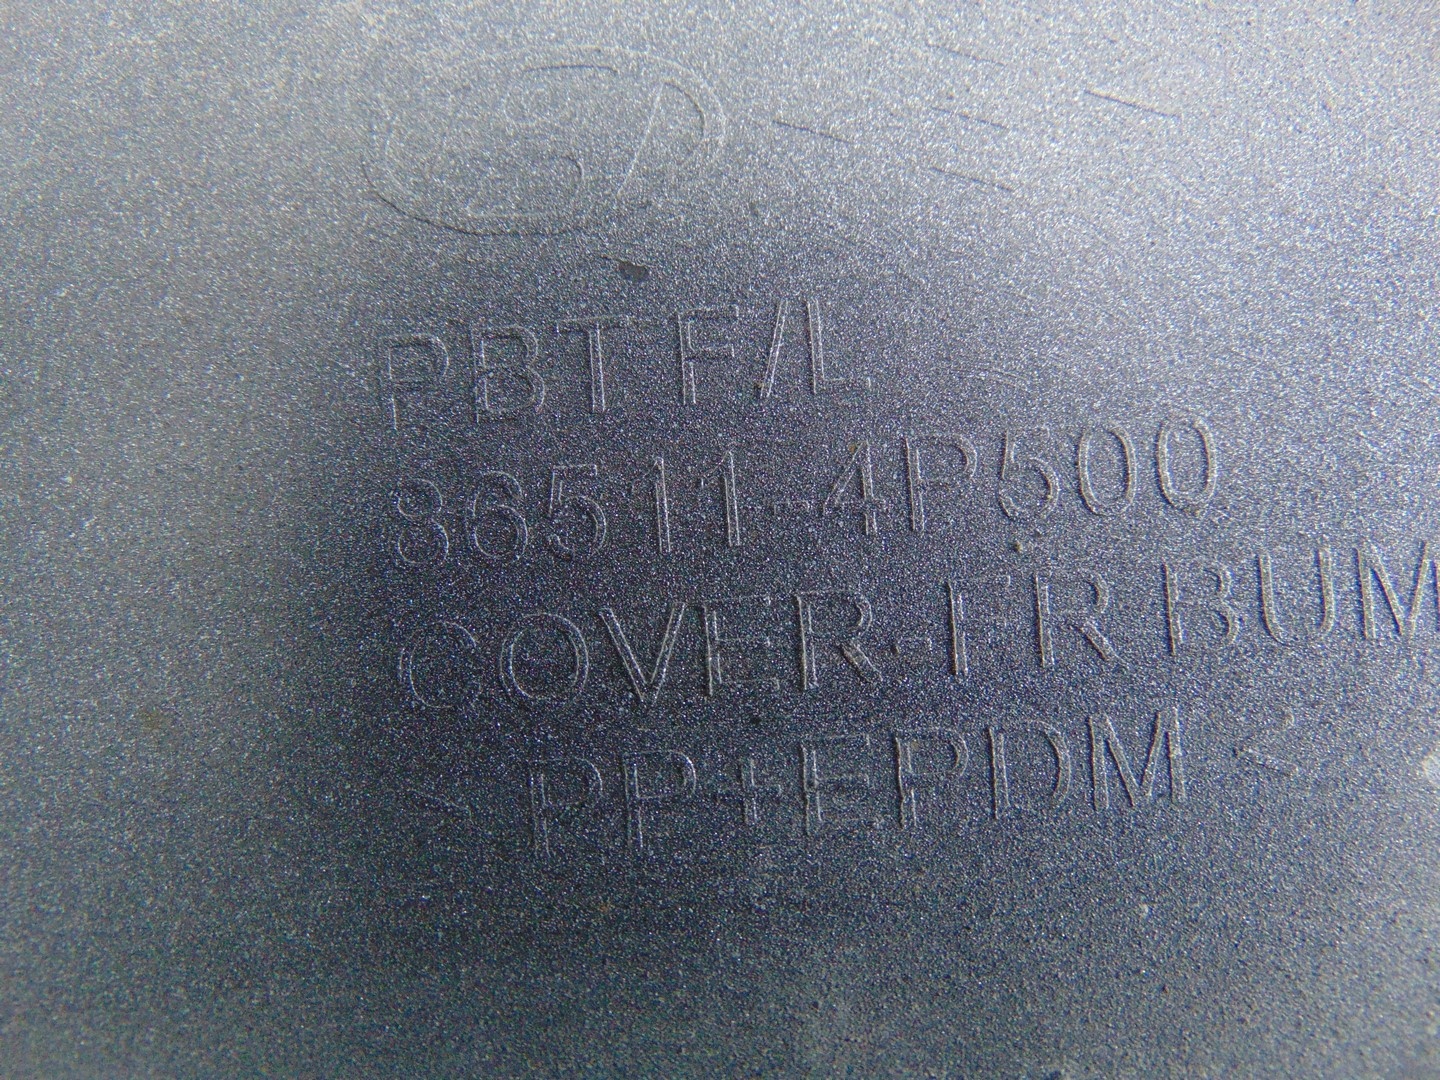 PBT F/L
86511-4P500
COVER-FR BUM
> PP+EPDM <